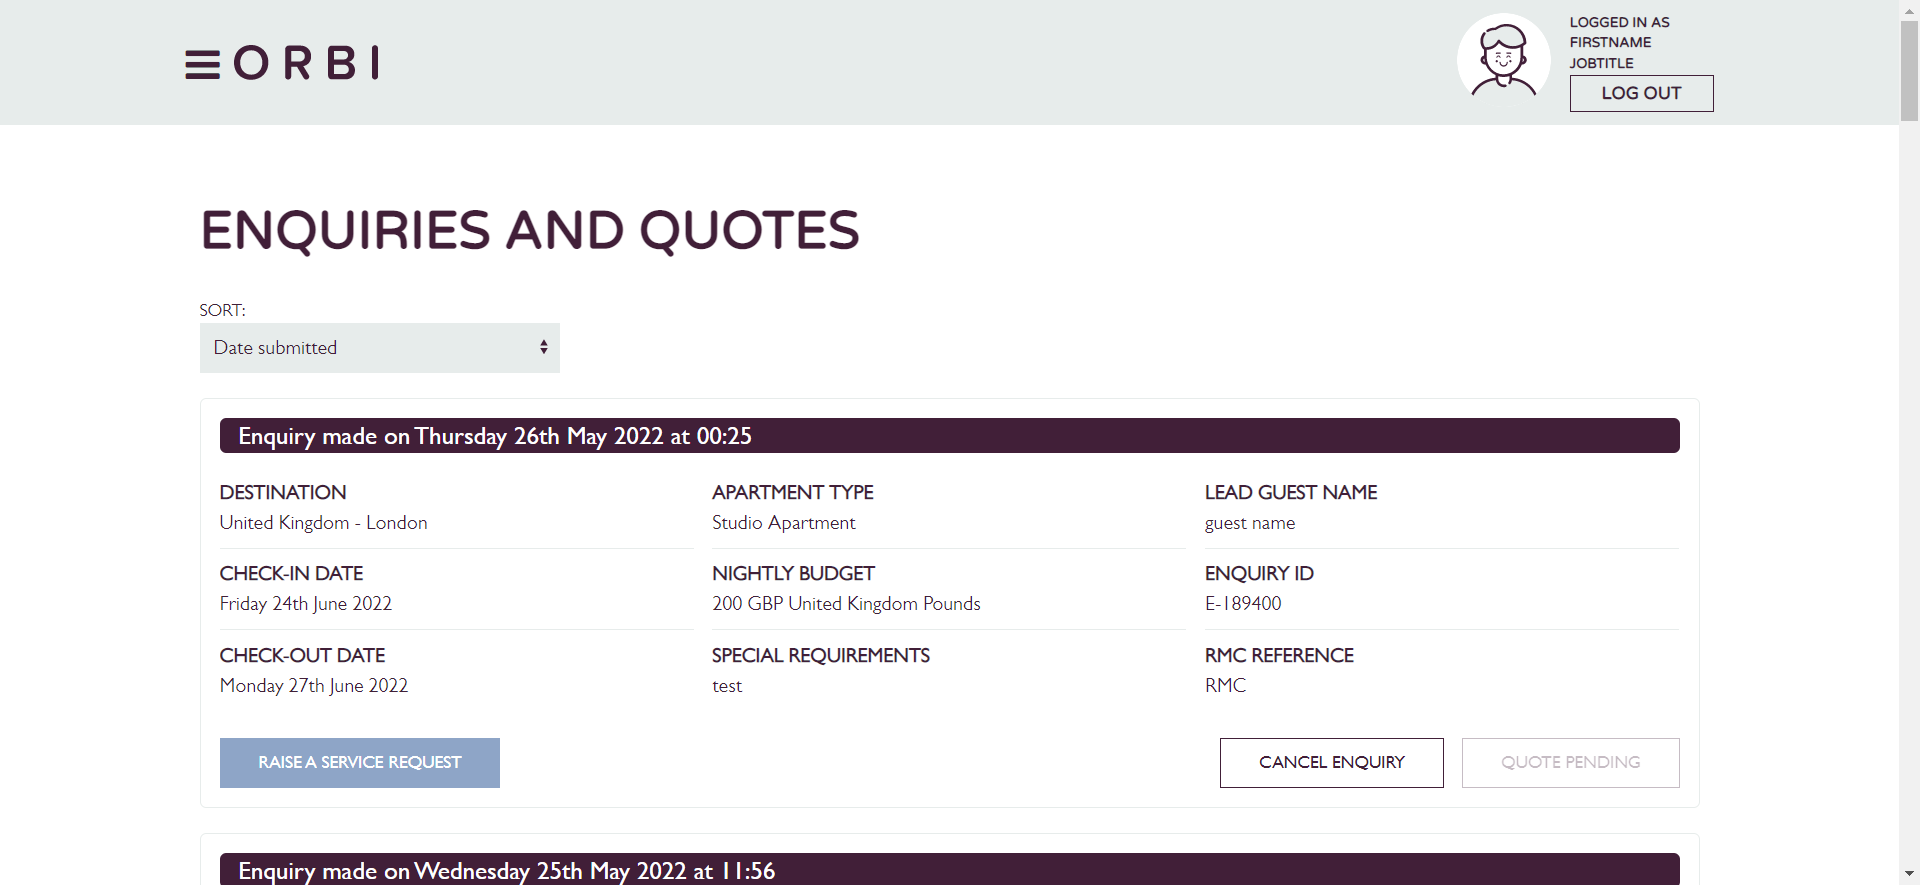 ORBI
LOGGED IN AS
FIRSTNAME
JOBTITLE
LOG OUT
ENQUIRIES AND QUOTES
SORT:
Date submitted
Enquiry made on Thursday 26th May 2022 at 00:25
DESTINATION
United Kingdom - London
APARTMENT TYPE
Studio Apartment
LEAD GUEST NAME
guest name
CHECK-IN DATE
Friday 24th June 2022
NIGHTLY BUDGET
200 GBP United Kingdom Pounds
ENQUIRY ID
E-189400
CHECK-OUT DATE
Monday 27th June 2022
SPECIAL REQUIREMENTS
test
RMC REFERENCE
RMC
RAISE A SERVICE REQUEST
CANCEL ENQUIRY
QUOTE PENDING
Enquiry made on Wednesday 25th May 2022 at 11:56